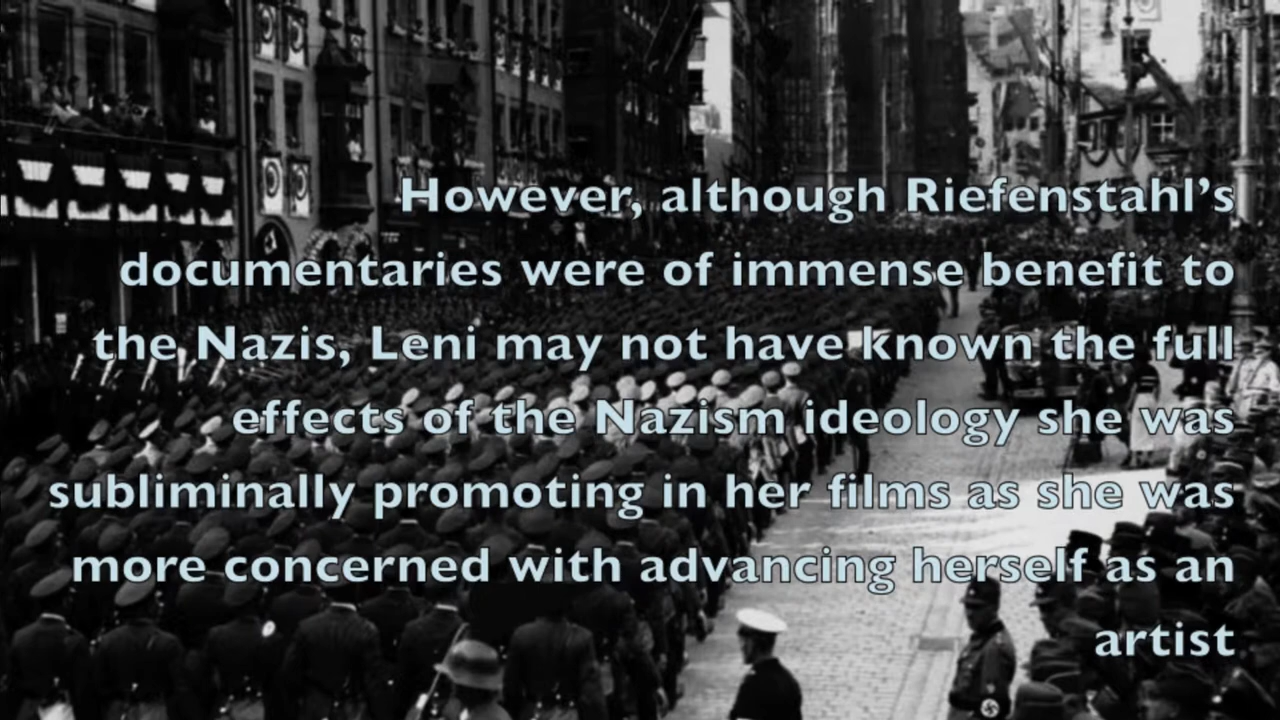 However, although Riefenstahl’s
documentaries were of immense benefit to
the Nazis, Leni may not have known the full
effects of the Nazism ideology she was
subliminally promoting in her films as she was
more concerned with advancing herself as an
artist